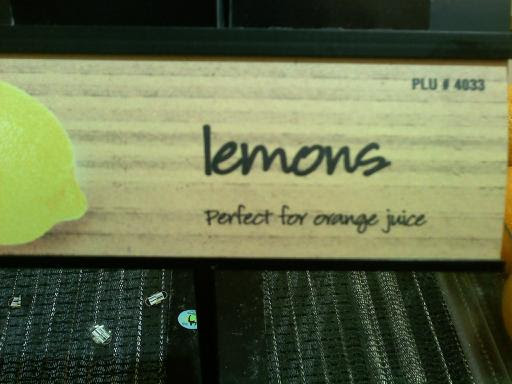 PLU # 4033
lemons
Perfect for orange juice